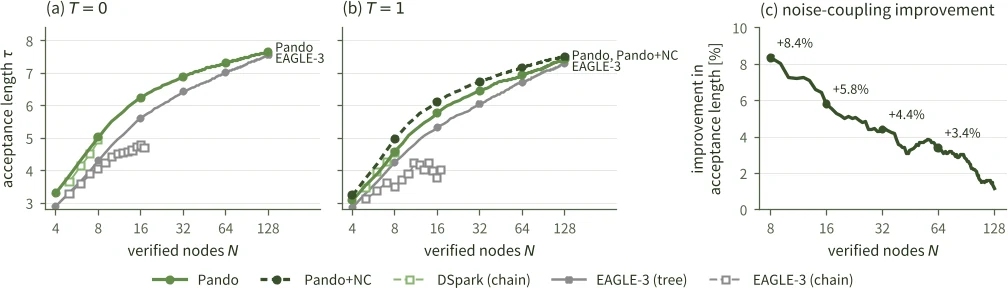 (a) T = 0
acceptance length τ
8
7
6
5
4
3
4 8 16 32 64 128
verified nodes N
Pando
EAGLE-3
(b) T = 1
4 8 16 32 64 128
verified nodes N
Pando, Pando+NC
EAGLE-3
(c) noise-coupling improvement
improvement in
acceptance length [%]
10
8
6
4
2
0
+8.4%
+5.8%
+4.4%
+3.4%
8 16 32 64 128
verified nodes N
Pando Pando+NC DSpark (chain) EAGLE-3 (tree) EAGLE-3 (chain)